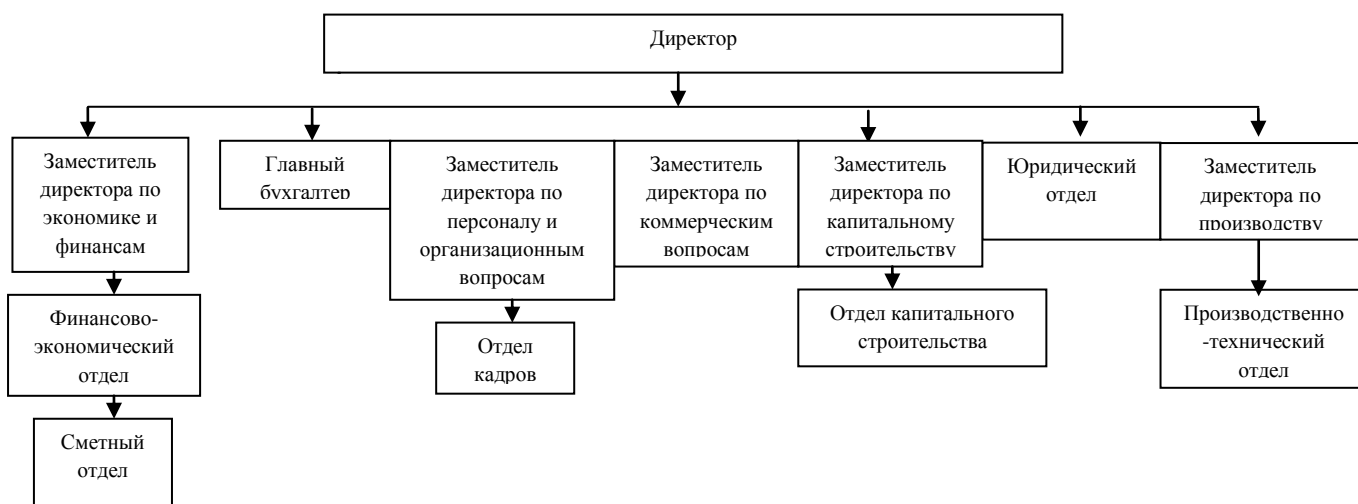 Директор
Заместитель
директора по
экономике и
финансам
Главный
бухгалтер
Заместитель
директора по
персоналу и
организационным
вопросам
Заместитель
директора по
коммерческим
вопросам
Заместитель
директора по
капитальному
строительству
Юридический
отдел
Заместитель
директора по
производству
Финансово-
экономический
отдел
Отдел
кадров
Отдел капитального
строительства
Производственно
-технический
отдел
Сметный
отдел